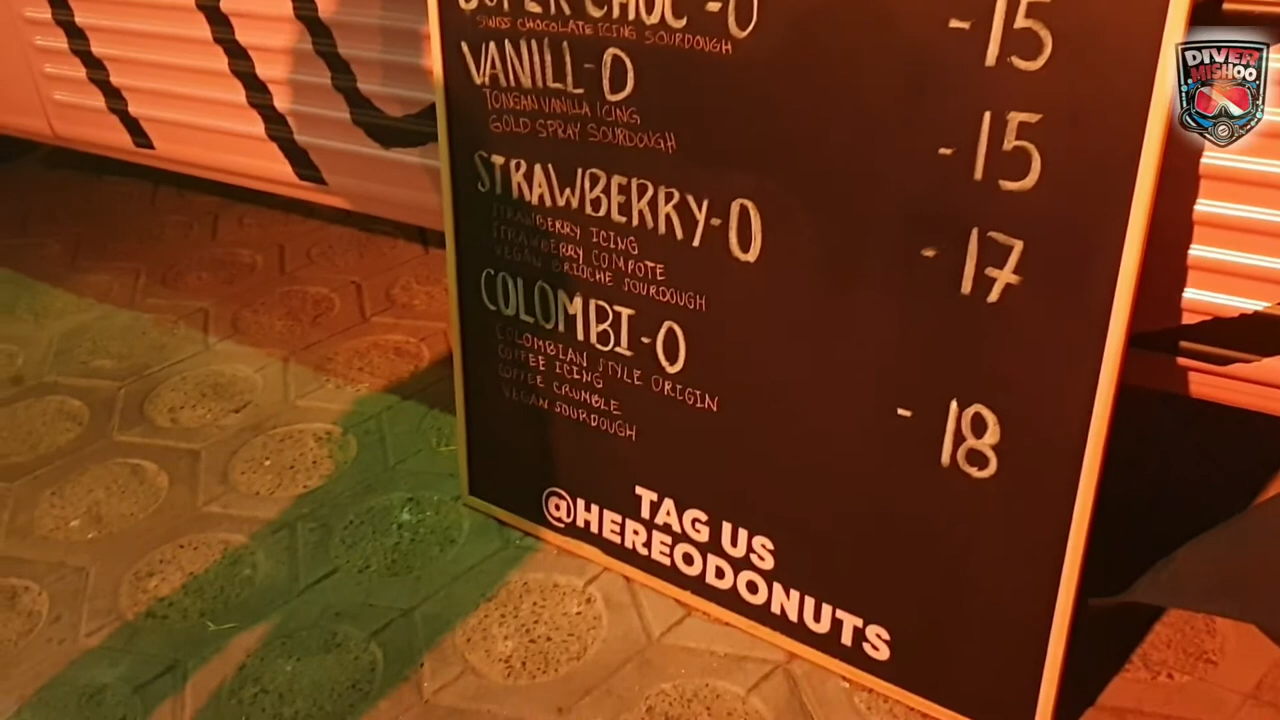 SUPER CHOC-O -15
SWISS CHOCOLATE ICING SOURDOUGH
VANILL-O -15
TONGAN VANILLA ICING
GOLD SPRAY SOURDOUGH
STRAWBERRY-O -17
STRAWBERRY ICING
STRAWBERRY COMPOTE
VEGAN BRIOCHE SOURDOUGH
COLOMBI-O -18
COLOMBIAN STYLE ORIGIN
COFFEE ICING
COFFEE CRUMBLE
VEGAN SOURDOUGH
TAG US
@HEREODONUTS
DIVER
MISHOO